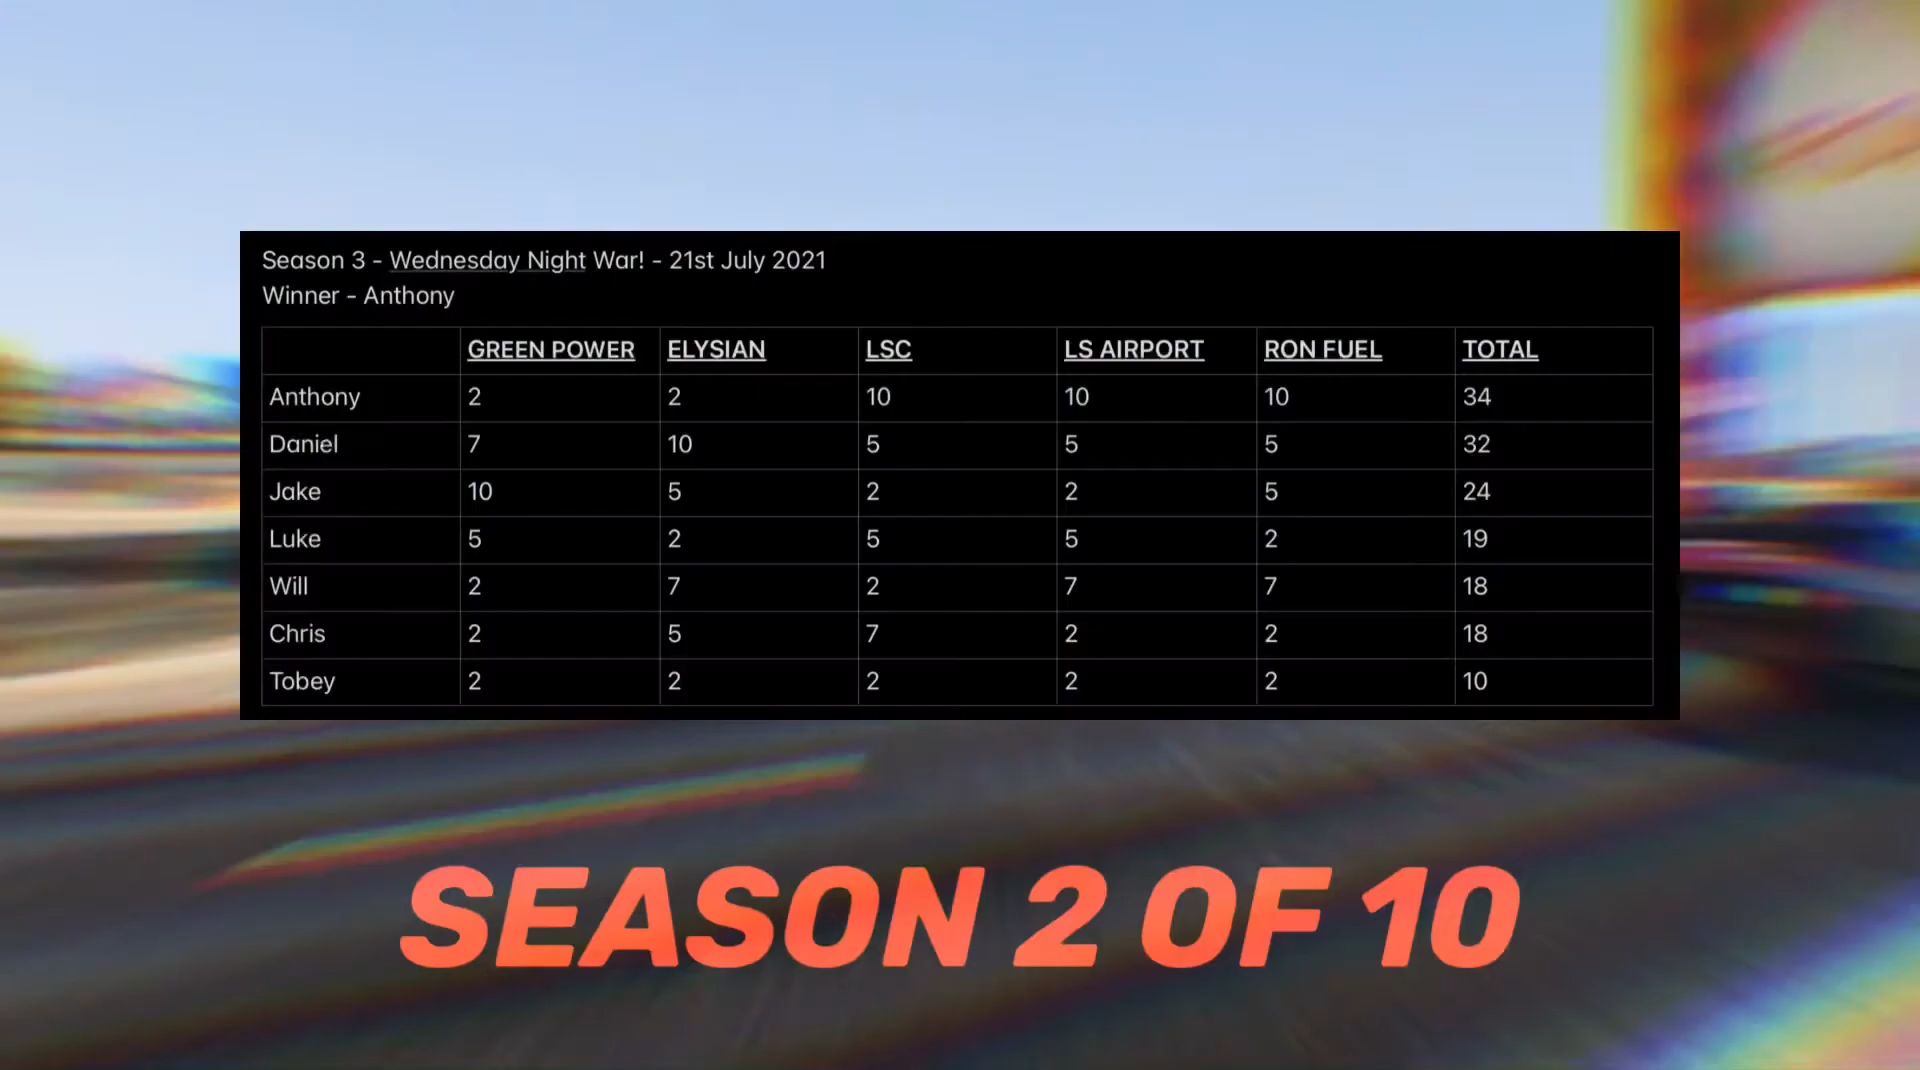 Season 3 - Wednesday Night War! - 21st July 2021
Winner - Anthony
GREEN POWER ELYSIAN LSC LS AIRPORT RON FUEL TOTAL
Anthony 2 2 10 10 10 34
Daniel 7 10 5 5 5 32
Jake 10 5 2 2 5 24
Luke 5 2 5 5 2 19
Will 2 7 2 7 7 18
Chris 2 5 7 2 2 18
Tobey 2 2 2 2 2 10
SEASON 2 OF 10